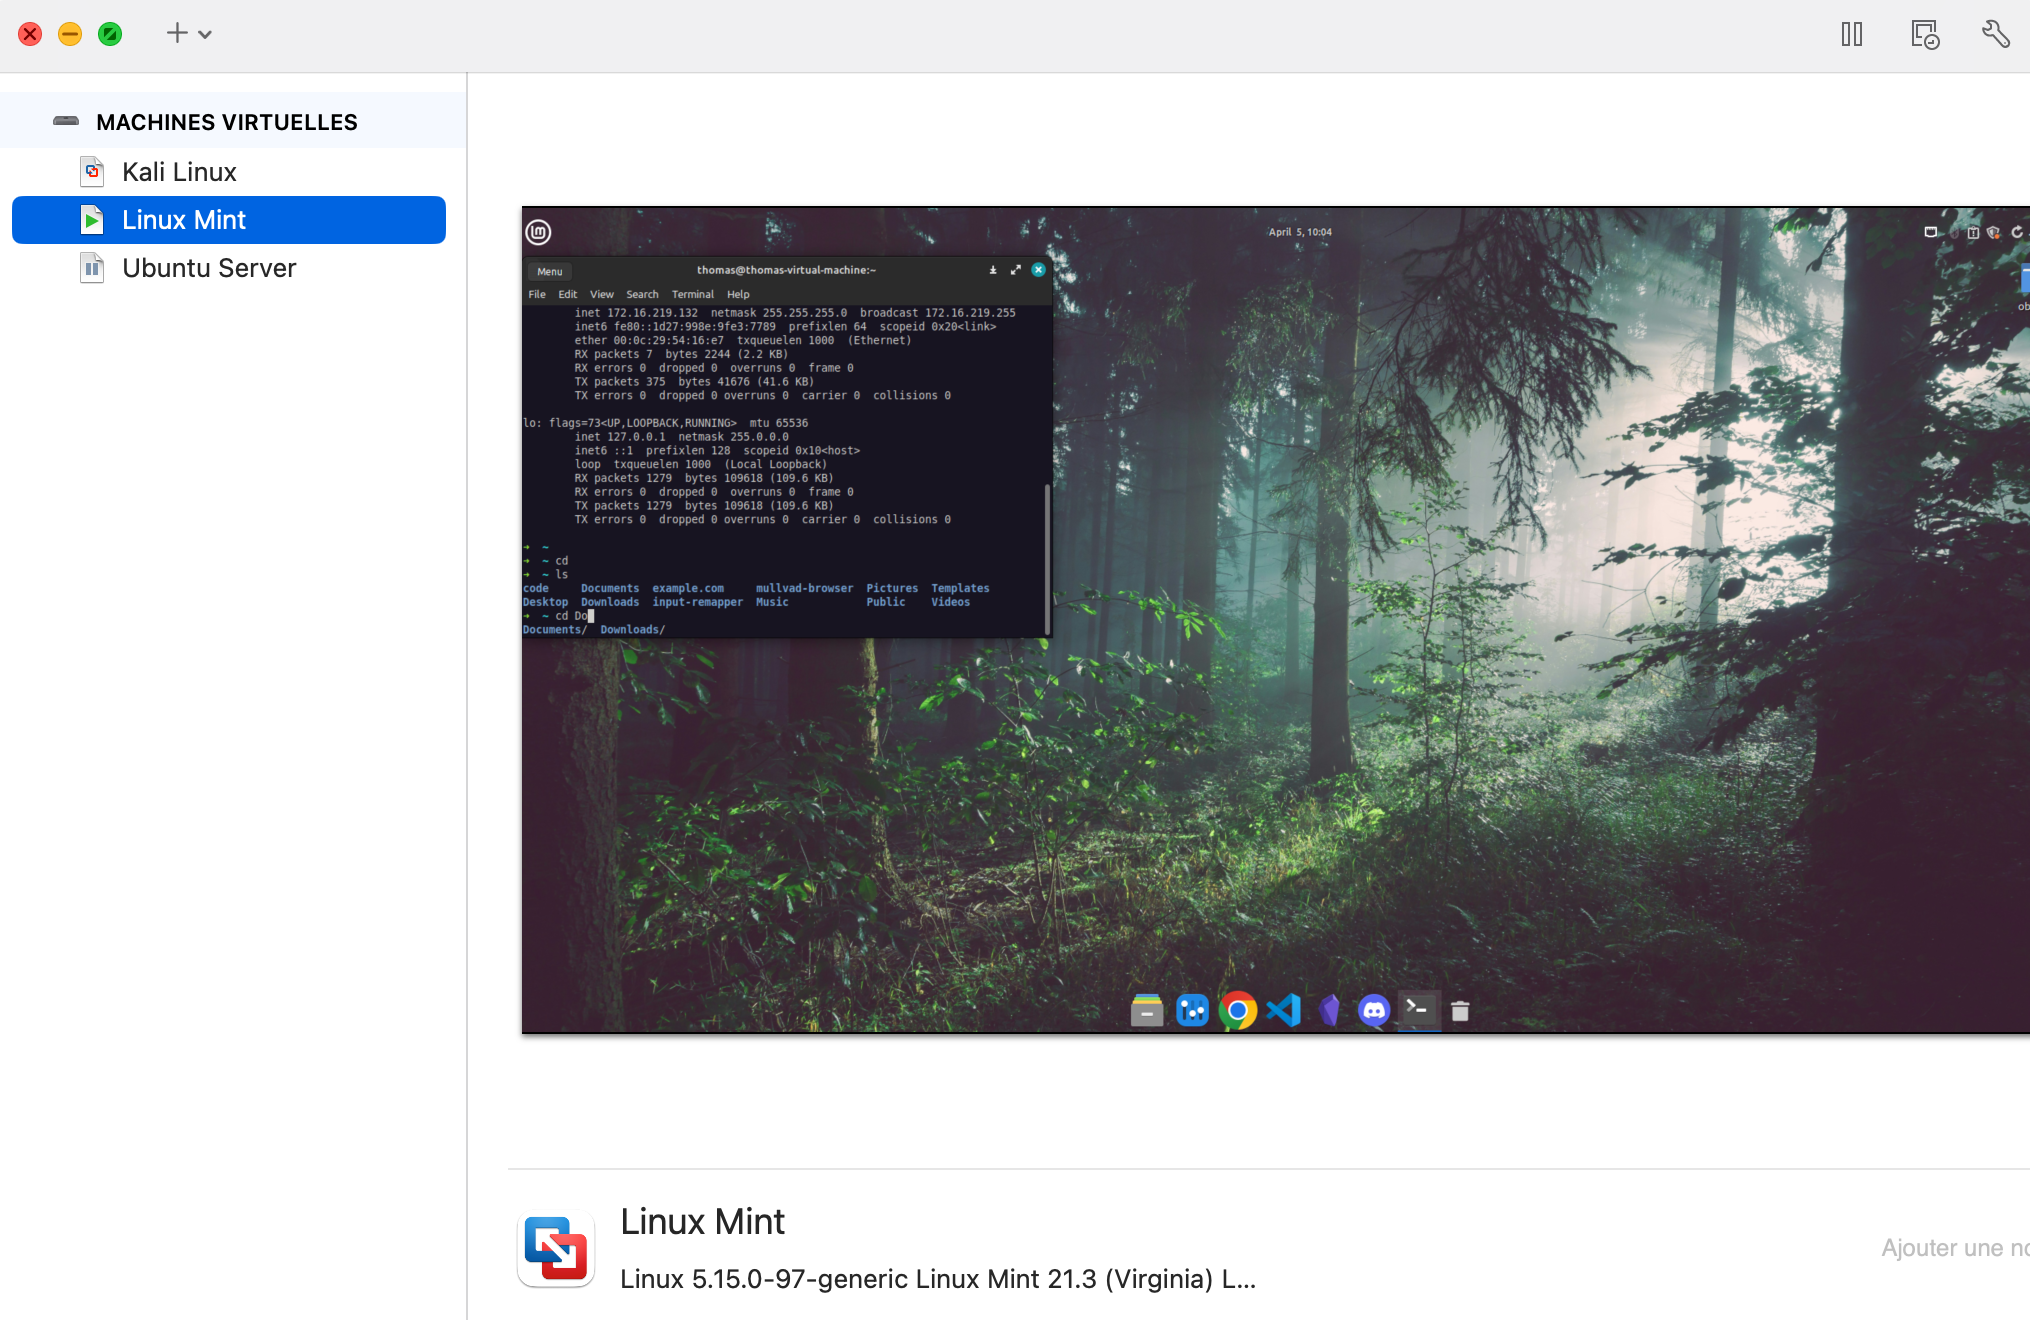 MACHINES VIRTUELLES
Kali Linux
Linux Mint
Ubuntu Server
April 5, 10:04
Menu
thomas@thomas-virtual-machine:~
File Edit View Search Terminal Help
inet 172.16.219.132 netmask 255.255.255.0 broadcast 172.16.219.255
inet6 fe80::1d27:998e:9fe3:7789 prefixlen 64 scopeid 0x20<link>
ether 00:0c:29:54:16:e7 txqueuelen 1000 (Ethernet)
RX packets 7 bytes 2244 (2.2 KB)
RX errors 0 dropped 0 overruns 0 frame 0
TX packets 375 bytes 41676 (41.6 KB)
TX errors 0 dropped 0 overruns 0 carrier 0 collisions 0
lo: flags=73<UP,LOOPBACK,RUNNING> mtu 65536
inet 127.0.0.1 netmask 255.0.0.0
inet6 ::1 prefixlen 128 scopeid 0x10<host>
loop txqueuelen 1000 (Local Loopback)
RX packets 1279 bytes 109618 (109.6 KB)
RX errors 0 dropped 0 overruns 0 frame 0
TX packets 1279 bytes 109618 (109.6 KB)
TX errors 0 dropped 0 overruns 0 carrier 0 collisions 0
➜ ~
➜ ~ cd
➜ ~ ls
code Documents example.com mullvad-browser Pictures Templates
Desktop Downloads input-remapper Music Public Videos
➜ ~ cd Do
Documents/ Downloads/
ob
Linux Mint
Linux 5.15.0-97-generic Linux Mint 21.3 (Virginia) L...
Ajouter une no